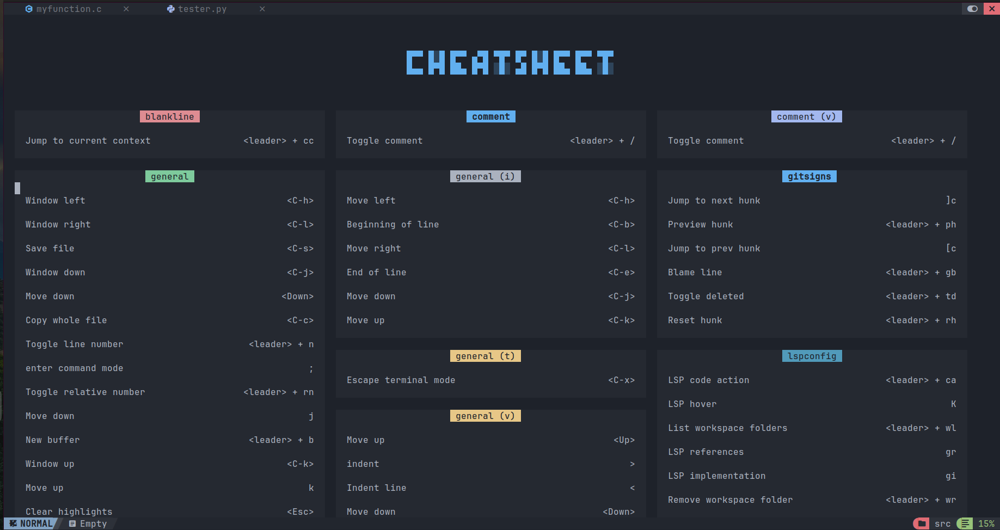 myfunction.c
tester.py
CHEATSHEET
blankline
Jump to current context <leader> + cc
comment
Toggle comment <leader> + /
comment (v)
Toggle comment <leader> + /
general
Window left <C-h>
Window right <C-l>
Save file <C-s>
Window down <C-j>
Move down <Down>
Copy whole file <C-c>
Toggle line number <leader> + n
enter command mode ;
Toggle relative number <leader> + rn
Move down j
New buffer <leader> + b
Window up <C-k>
Move up k
Clear highlights <Esc>
general (i)
Move left <C-h>
Beginning of line <C-b>
Move right <C-l>
End of line <C-e>
Move down <C-j>
Move up <C-k>
general (t)
Escape terminal mode <C-x>
general (v)
Move up <Up>
indent >
Indent line <
Move down <Down>
gitsigns
Jump to next hunk ]c
Preview hunk <leader> + ph
Jump to prev hunk [c
Blame line <leader> + gb
Toggle deleted <leader> + td
Reset hunk <leader> + rh
lspconfig
LSP code action <leader> + ca
LSP hover K
List workspace folders <leader> + wl
LSP references gr
LSP implementation gi
Remove workspace folder <leader> + wr
NORMAL Empty src 15%